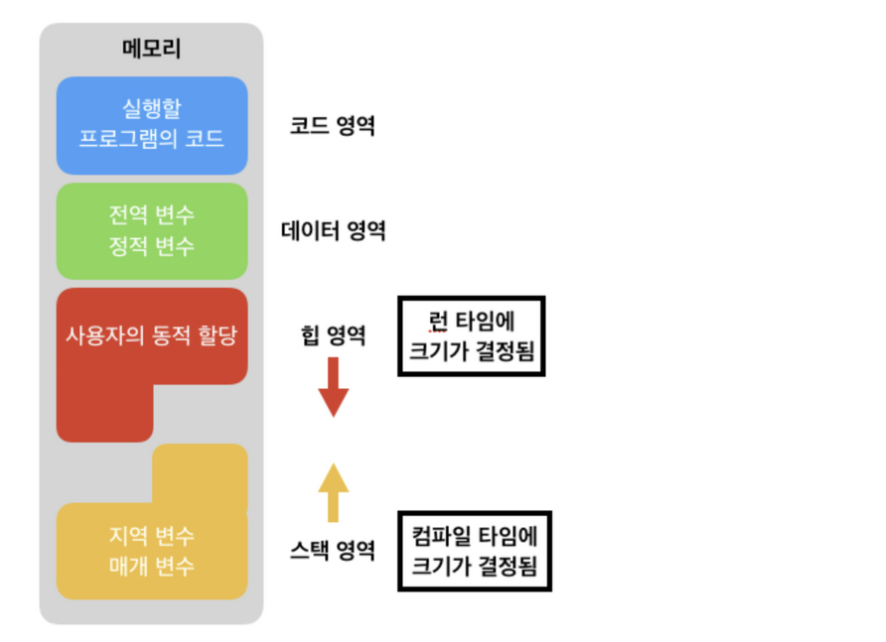 메모리
실행할
프로그램의 코드
코드 영역
전역 변수
정적 변수
데이터 영역
사용자의 동적 할당
힙 영역
런 타임에
크기가 결정됨
지역 변수
매개 변수
스택 영역
컴파일 타임에
크기가 결정됨